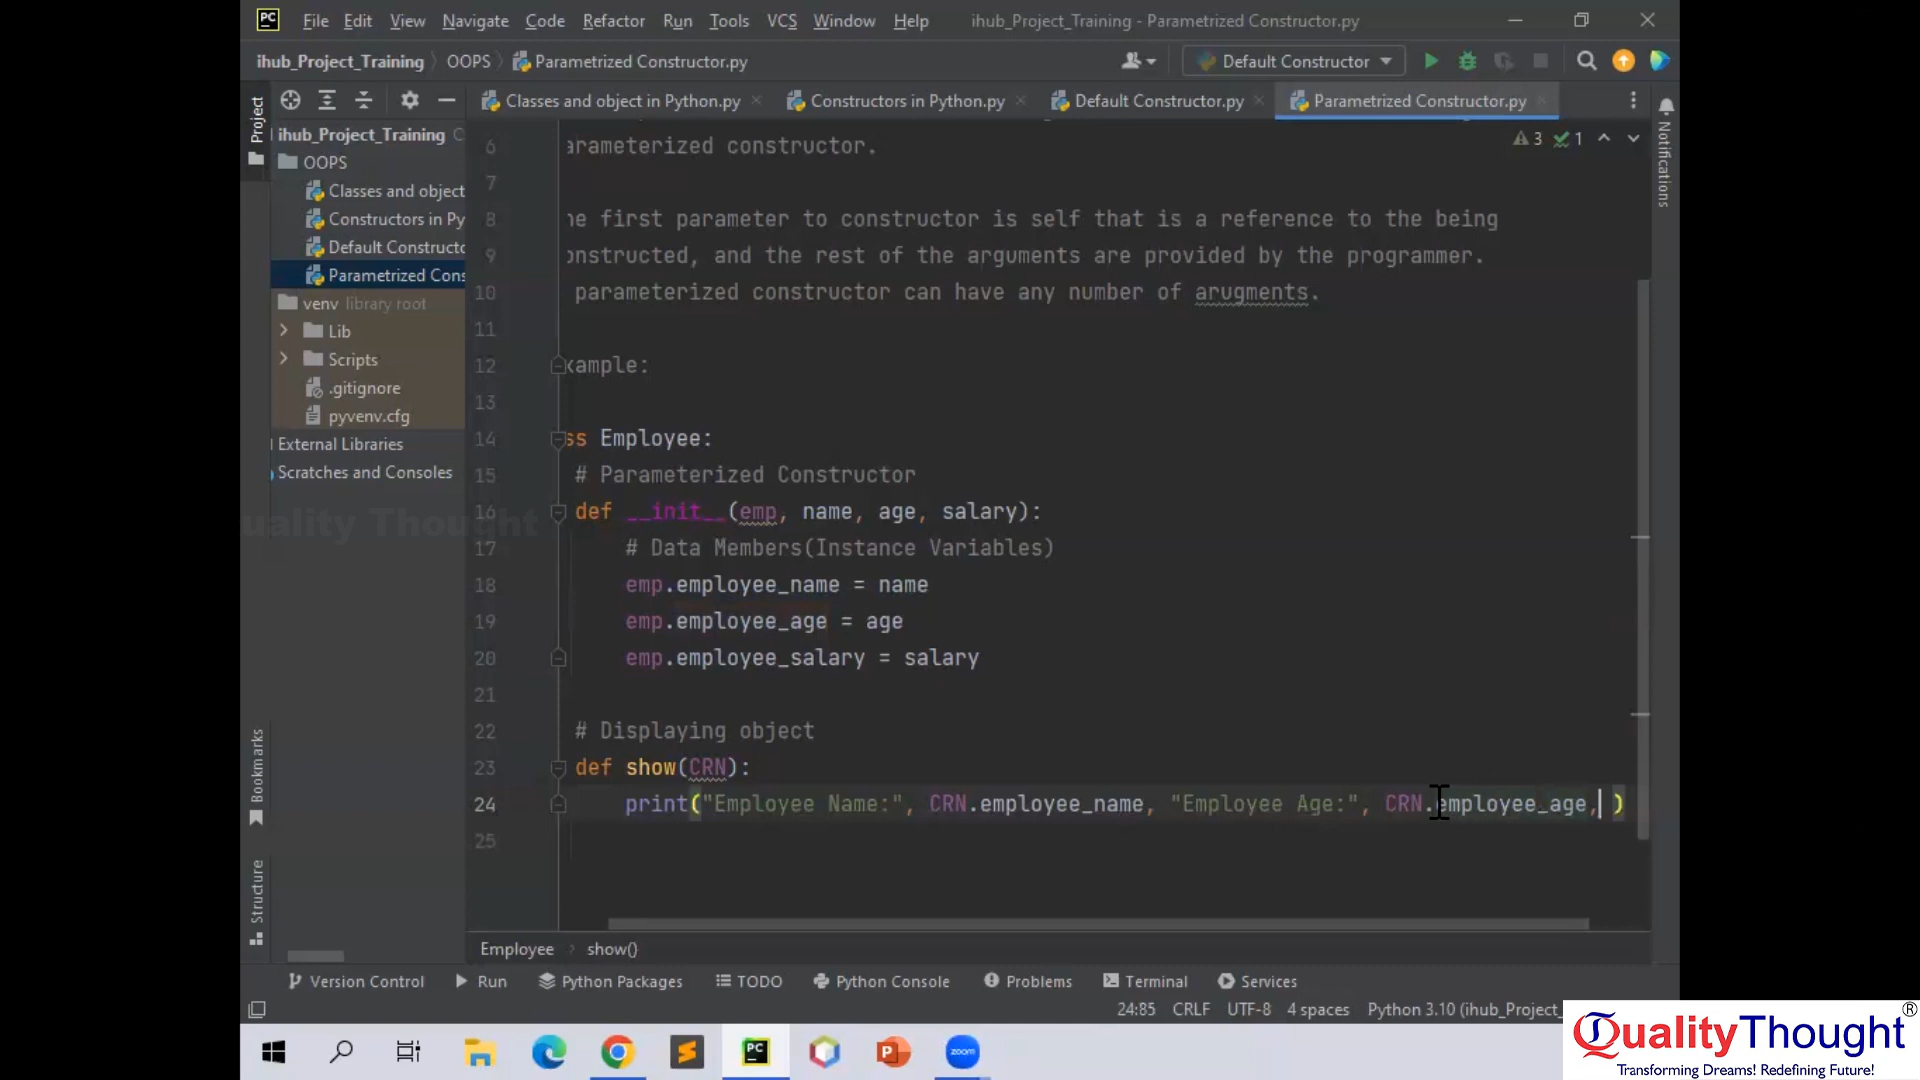 PC File Edit View Navigate Code Refactor Run Tools VCS Window Help ihub_Project_Training - Parametrized Constructor.py
ihub_Project_Training OOPS Parametrized Constructor.py Default Constructor
Project
Classes and object in Python.py Constructors in Python.py Default Constructor.py Parametrized Constructor.py
Notifications
ihub_Project_Training C
OOPS
Classes and object
Constructors in Py
Default Constructo
Parametrized Cons
venv library root
Lib
Scripts
.gitignore
pyvenv.cfg
External Libraries
Scratches and Consoles
uality Thought
3 1
6 arameterized constructor.
7
8 he first parameter to constructor is self that is a reference to the being
9 onstructed, and the rest of the arguments are provided by the programmer.
10 parameterized constructor can have any number of arugments.
11
12 xample:
13
14 ss Employee:
15 # Parameterized Constructor
16 def __init__(emp, name, age, salary):
17 # Data Members(Instance Variables)
18 emp.employee_name = name
19 emp.employee_age = age
20 emp.employee_salary = salary
21
22 # Displaying object
23 def show(CRN):
24 print("Employee Name:", CRN.employee_name, "Employee Age:", CRN.employee_age, )
25
Bookmarks
Structure
Employee show()
Version Control Run Python Packages TODO Python Console Problems Terminal Services
24:85 CRLF UTF-8 4 spaces Python 3.10 (ihub_Project_
PC P zoom
QualityThought®
Transforming Dreams! Redefining Future!